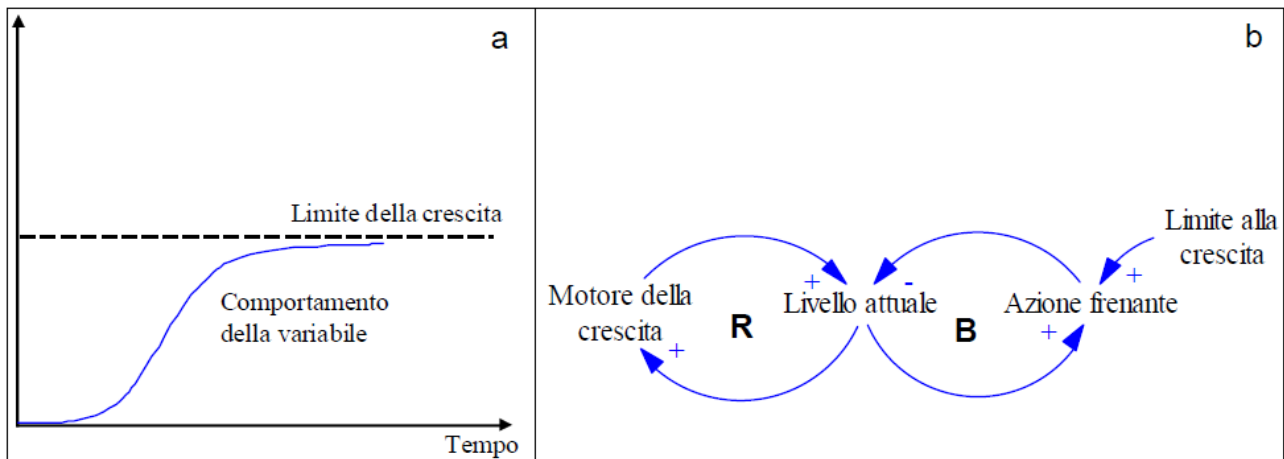 a
Limite della crescita
Comportamento
della variabile
Tempo
b
Limite alla
crescita
+
Motore della
crescita
+
R
+
Livello attuale
-
B
Azione frenante
+